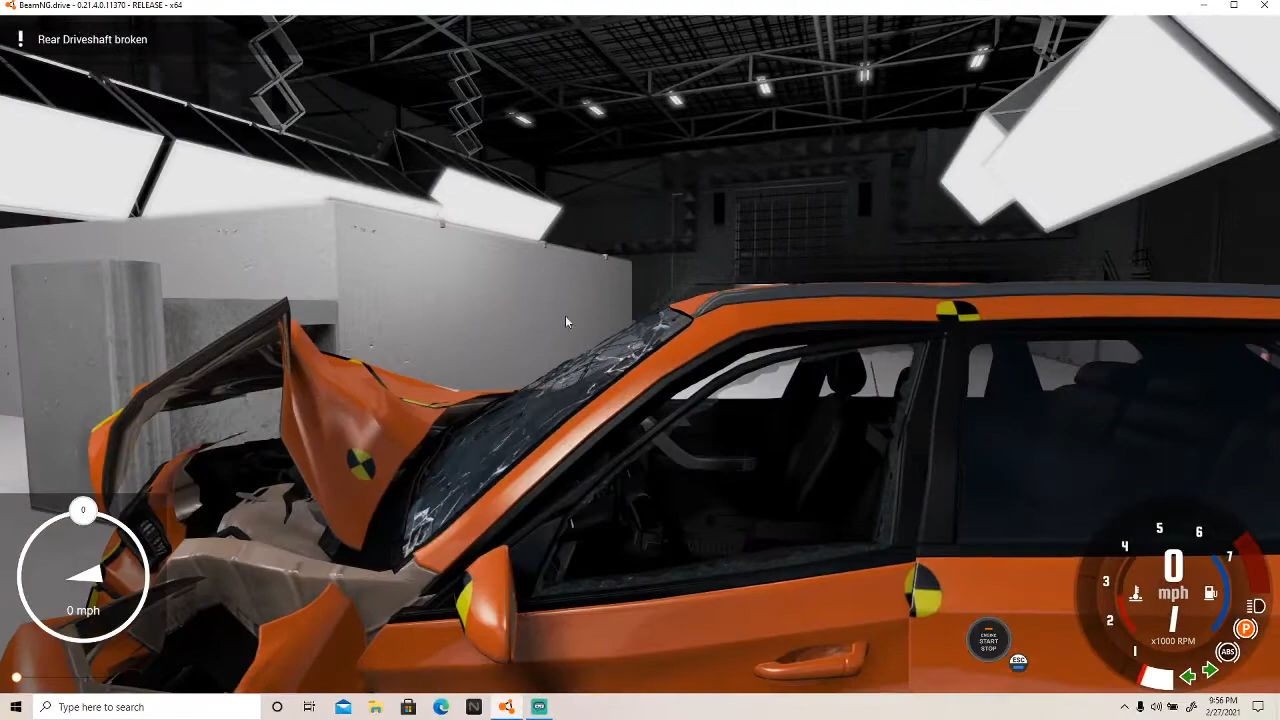 BeamNG.drive - 0.21.4.0.11370 - RELEASE - x64
! Rear Driveshaft broken
0
0 mph
ENGINE
START
STOP
ESC
1 2 3 4 5 6 7
0
mph
x1000 RPM
P
ABS
Type here to search
9:56 PM
2/27/2021